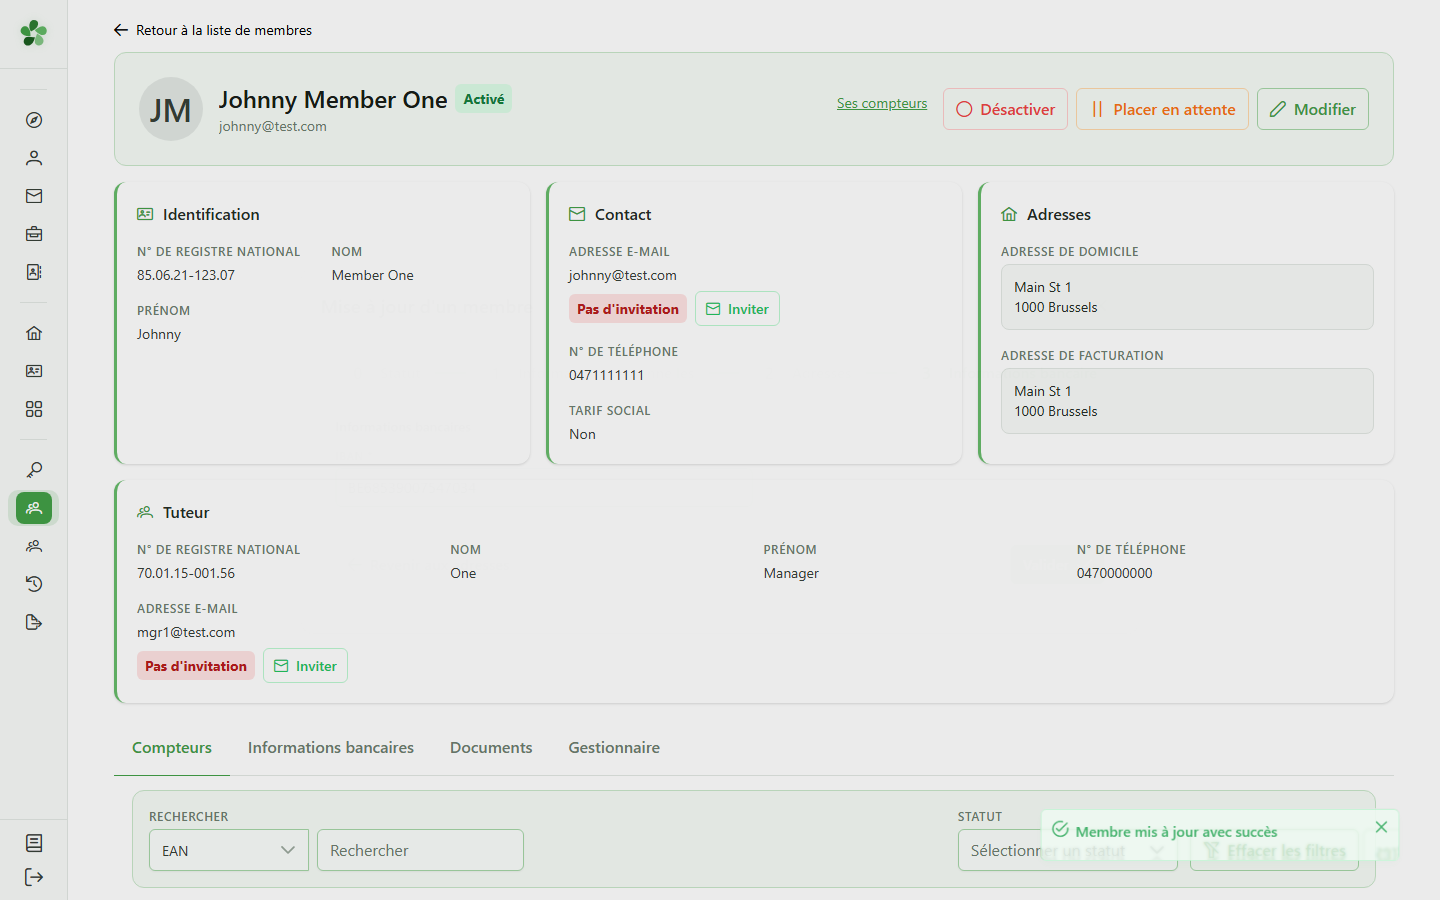 Retour à la liste de membres
JM
Johnny Member One
Activé
johnny@test.com
Ses compteurs
Désactiver
Placer en attente
Modifier
Identification
N° DE REGISTRE NATIONAL
NOM
85.06.21-123.07
Member One
PRÉNOM
Johnny
Contact
ADRESSE E-MAIL
johnny@test.com
Pas d'invitation
Inviter
N° DE TÉLÉPHONE
0471111111
TARIF SOCIAL
Non
Adresses
ADRESSE DE DOMICILE
Main St 1
1000 Brussels
ADRESSE DE FACTURATION
Main St 1
1000 Brussels
Tuteur
N° DE REGISTRE NATIONAL
NOM
PRÉNOM
N° DE TÉLÉPHONE
70.01.15-001.56
One
Manager
0470000000
ADRESSE E-MAIL
mgr1@test.com
Pas d'invitation
Inviter
Compteurs
Informations bancaires
Documents
Gestionnaire
RECHERCHER
EAN
Rechercher
STATUT
Sélectionner un statut
Effacer les filtres
Membre mis à jour avec succès